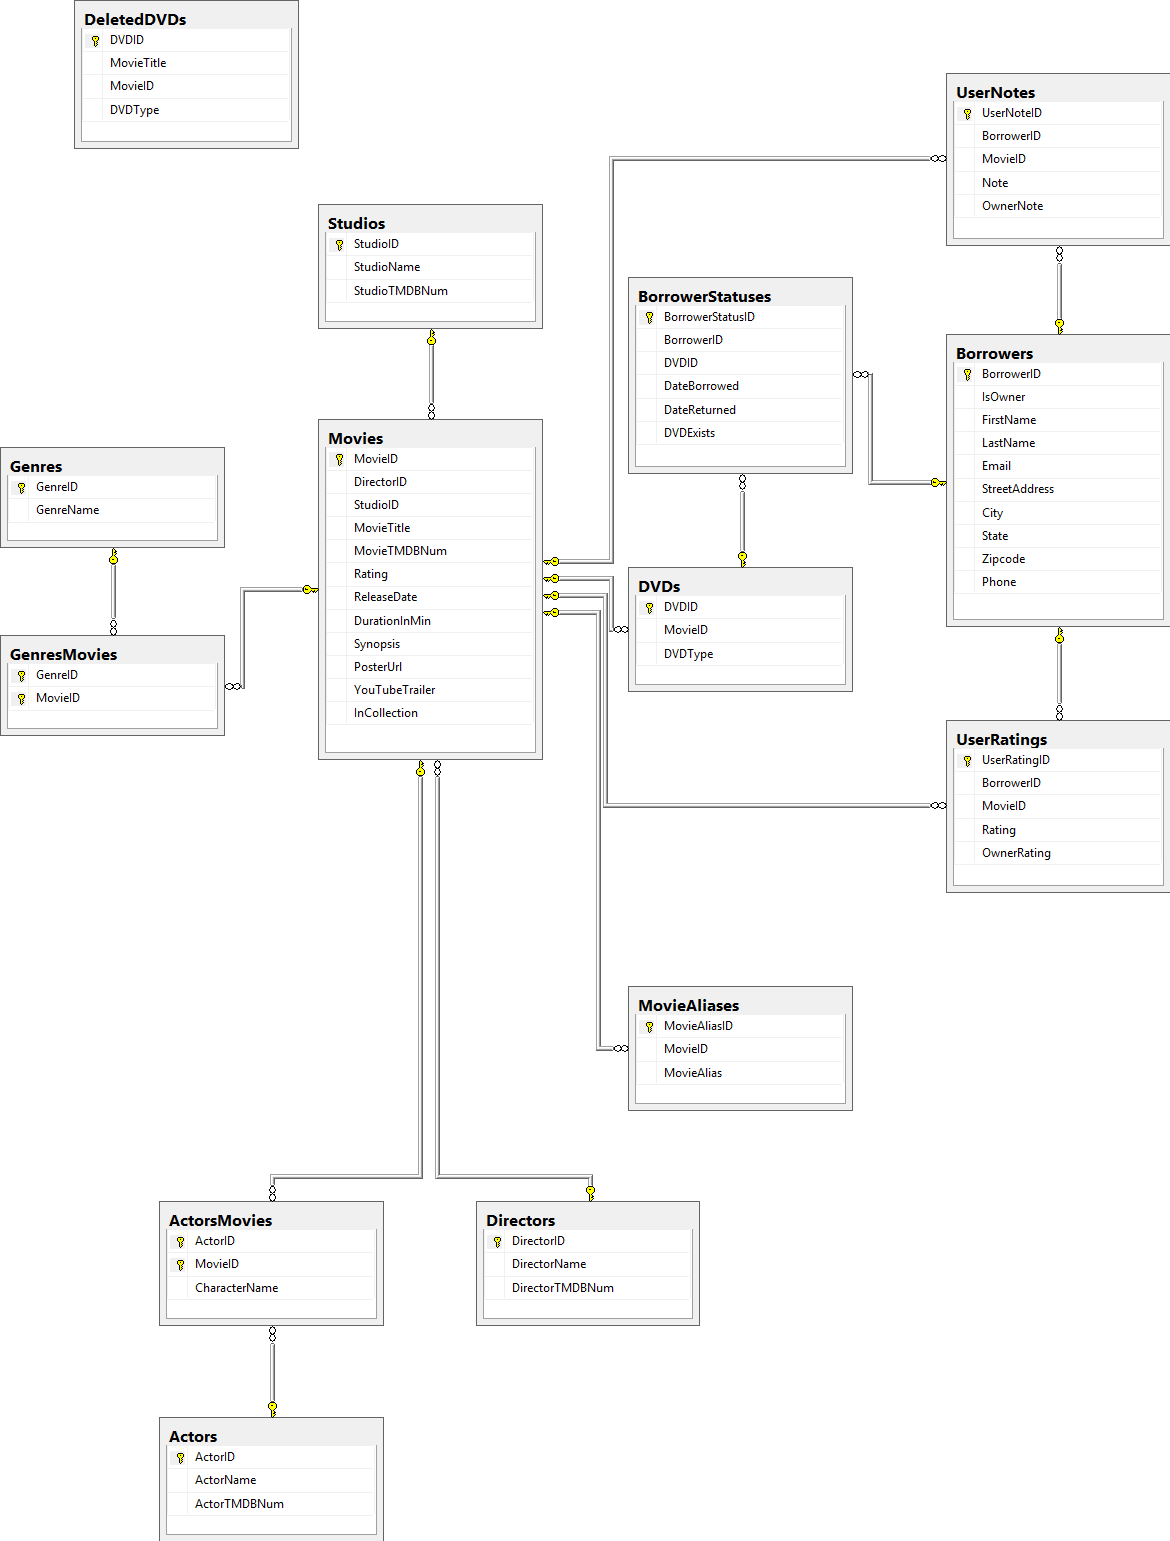 DeletedDVDs
DVDID
MovieTitle
MovieID
DVDType
UserNotes
UserNoteID
BorrowerID
MovieID
Note
OwnerNote
Studios
StudioID
StudioName
StudioTMDBNum
BorrowerStatuses
BorrowerStatusID
BorrowerID
DVDID
DateBorrowed
DateReturned
DVDExists
Borrowers
BorrowerID
IsOwner
FirstName
LastName
Email
StreetAddress
City
State
Zipcode
Phone
Movies
MovieID
DirectorID
StudioID
MovieTitle
MovieTMDBNum
Rating
ReleaseDate
DurationInMin
Synopsis
PosterUrl
YouTubeTrailer
InCollection
Genres
GenreID
GenreName
DVDs
DVDID
MovieID
DVDType
GenresMovies
GenreID
MovieID
UserRatings
UserRatingID
BorrowerID
MovieID
Rating
OwnerRating
MovieAliases
MovieAliasID
MovieID
MovieAlias
ActorsMovies
ActorID
MovieID
CharacterName
Directors
DirectorID
DirectorName
DirectorTMDBNum
Actors
ActorID
ActorName
ActorTMDBNum